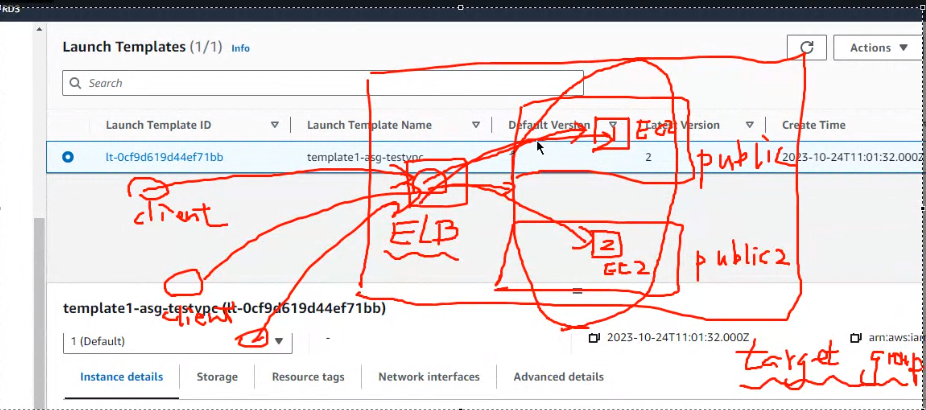 RDS
Launch Templates (1/1) Info
Actions
Search
Launch Template ID Launch Template Name Default Version Latest Version Create Time
lt-0cf9d619d44ef71bb template1-asg-testvpc 2 2023-10-24T11:01:32.000Z
1 EC2
public
client
ELB
2
EC2
public2
client
template1-asg-testvpc (lt-0cf9d619d44ef71bb)
1 (Default) - 2023-10-24T11:01:32.000Z arn:aws:iam
target group
Instance details Storage Resource tags Network interfaces Advanced details